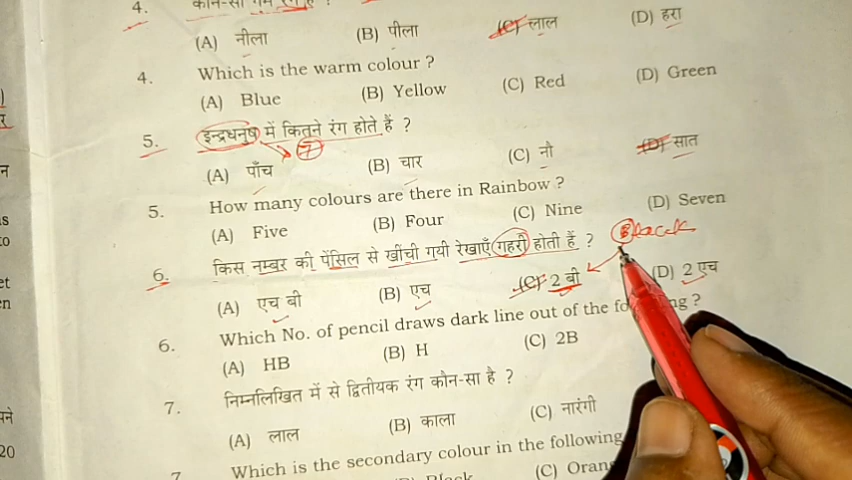 4. कौन-सा गर्म रंग है ?
(A) नीला (B) पीला (C) लाल (D) हरा
4. Which is the warm colour ?
(A) Blue (B) Yellow (C) Red (D) Green
5. इन्द्रधनुष में कितने रंग होते हैं ?
7
(A) पाँच (B) चार (C) नौ (D) सात
5. How many colours are there in Rainbow ?
(A) Five (B) Four (C) Nine (D) Seven
6. किस नम्बर की पेंसिल से खींची गयी रेखाएँ गहरी होती हैं ? Black
(A) एच बी (B) एच (C) 2 बी (D) 2 एच
6. Which No. of pencil draws dark line out of the ?
(A) HB (B) H (C) 2B
7. निम्नलिखित में से द्वितीयक रंग कौन-सा है ?
(A) लाल (B) काला (C) नारंगी
7 Which is the secondary colour in the following
(C)
20